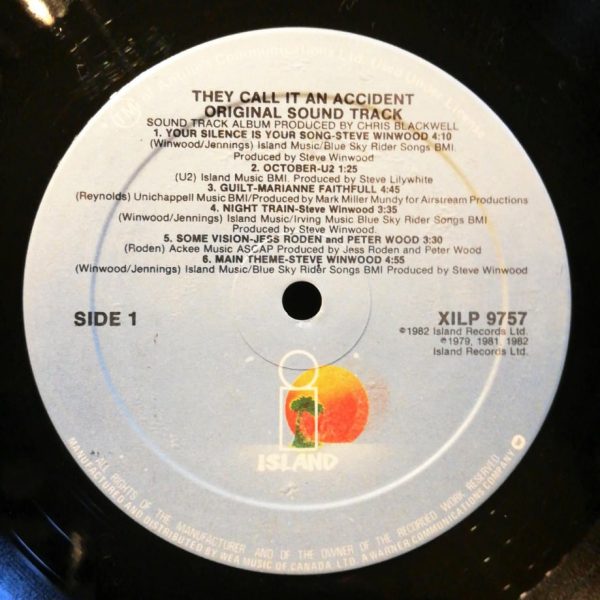 Communications Ltd. Used Under License
THEY CALL IT AN ACCIDENT
ORIGINAL SOUND TRACK
SOUND TRACK ALBUM PRODUCED BY CHRIS BLACKWELL
1. YOUR SILENCE IS YOUR SONG-STEVE WINWOOD 4:10
(Winwood/Jennings) Island Music/Blue Sky Rider Songs BMI
Produced by Steve Winwood
2. OCTOBER-U2 1:25
(U2) Island Music BMI. Produced by Steve Lilywhite
3. GUILT-MARIANNE FAITHFULL 4:45
(Reynolds) Unichappell Music BMI/Produced by Mark Miller Mundy for Airstream Productions
4. NIGHT TRAIN-Steve Winwood 3:35
(Winwood/Jennings) Island Music/Irving Music Blue Sky Rider Songs BMI
Produced by Steve Winwood.
5. SOME VISION-JESS RODEN and PETER WOOD 3:30
(Roden) Ackee Music ASCAP Produced by Jess Roden and Peter Wood
6. MAIN THEME-STEVE WINWOOD 4:55
(Winwood/Jennings) Island Music/Blue Sky Rider Songs BMI Produced by Steve Winwood
SIDE 1
XILP 9757
©1982 Island Records Ltd.
℗1979, 1981, 1982
Island Records Ltd.
i
ISLAND
ALL RIGHTS OF THE MANUFACTURER AND OF THE OWNER OF THE RECORDED WORK RESERVED
MANUFACTURED AND DISTRIBUTED BY WEA MUSIC OF CANADA, LTD. A WARNER COMMUNICATIONS COMPANY